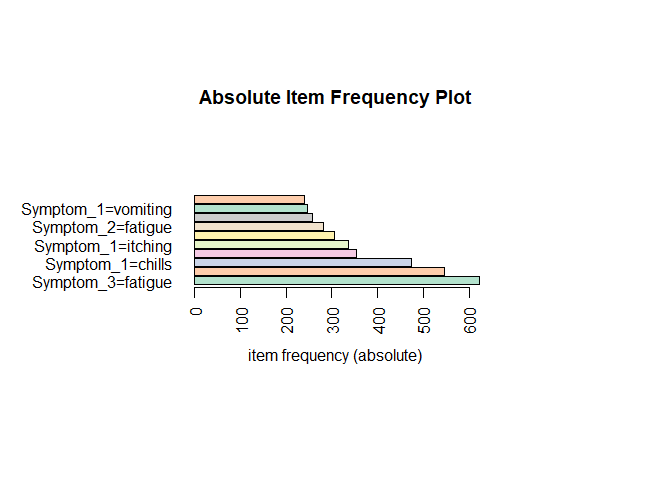 Absolute Item Frequency Plot
Symptom_1=vomiting
Symptom_2=fatigue
Symptom_1=itching
Symptom_1=chills
Symptom_3=fatigue
0 100 200 300 400 500 600
item frequency (absolute)